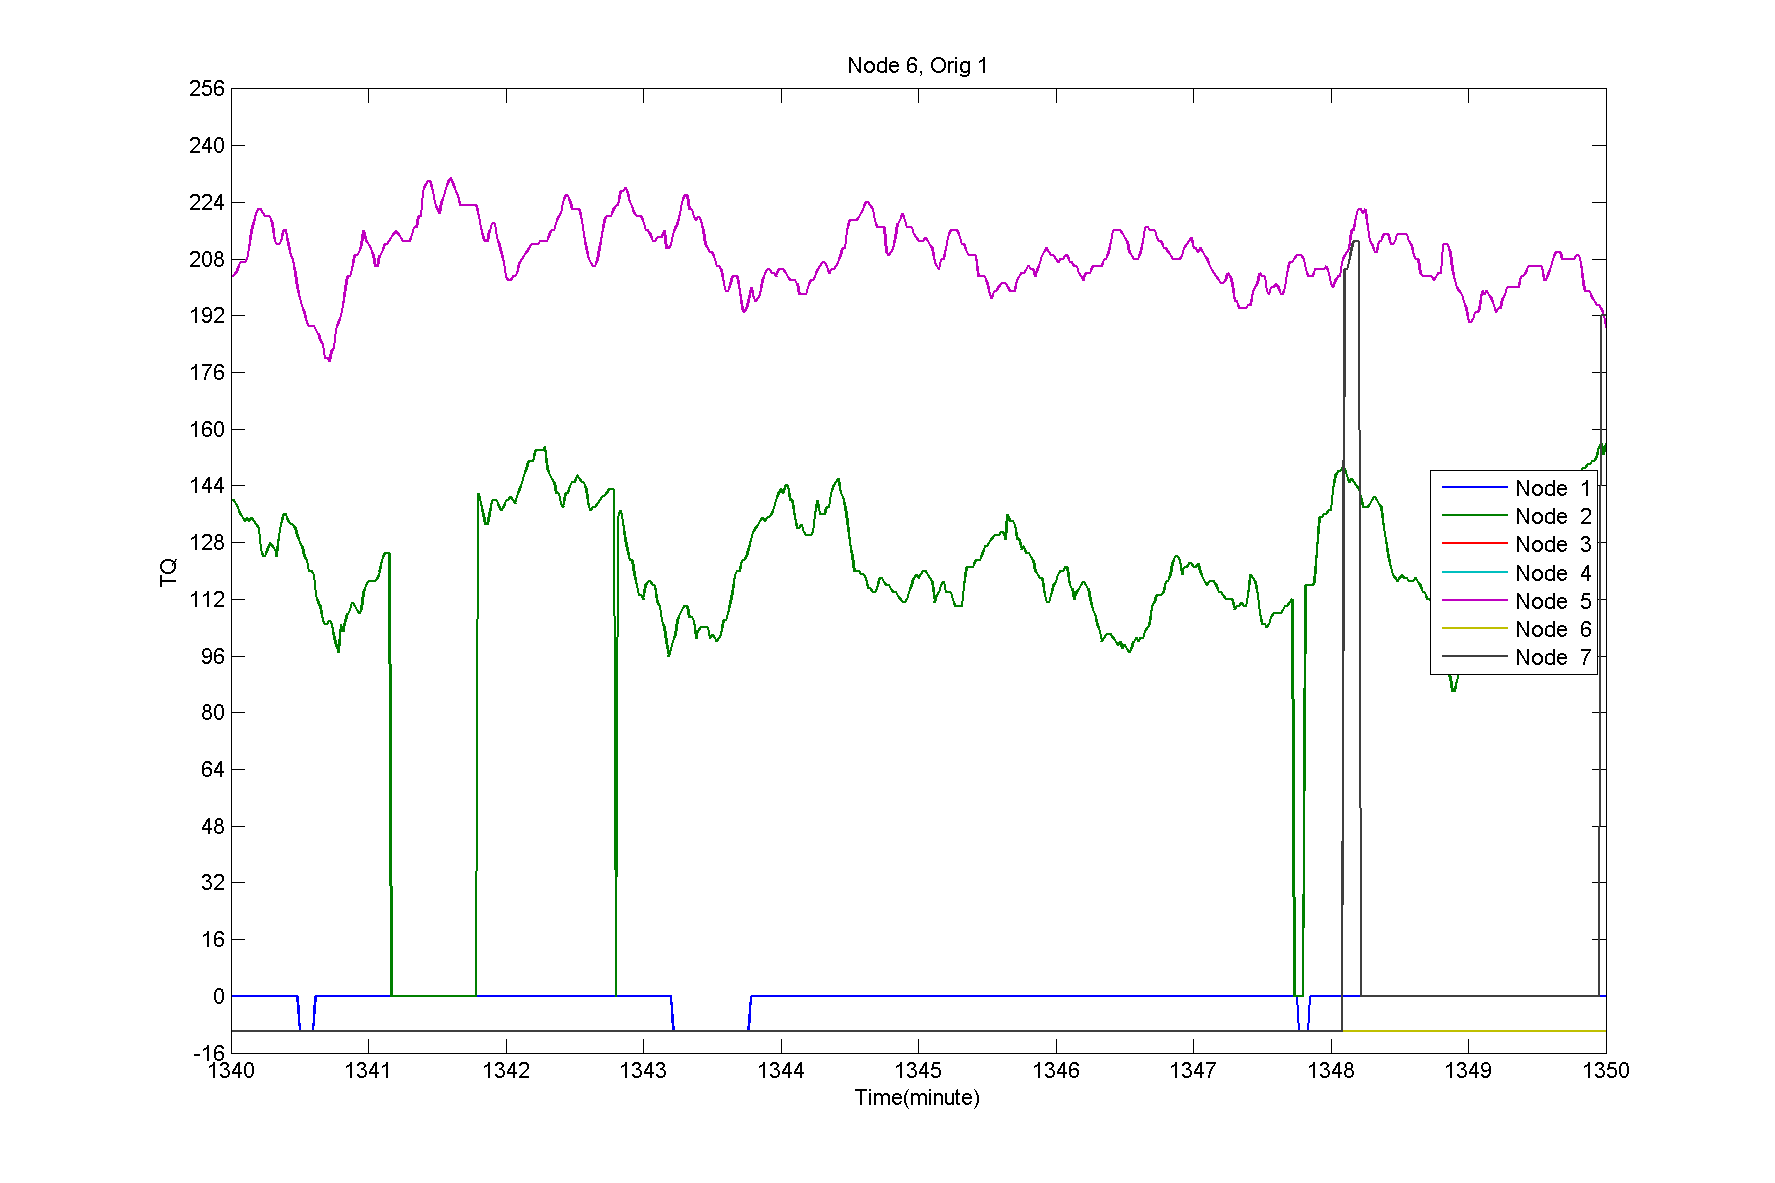 Node 6, Orig 1
256
240
224
208
192
176
160
144
128
112
96
80
64
48
32
16
0
-16
TQ
Node 1
Node 2
Node 3
Node 4
Node 5
Node 6
Node 7
1340 1341 1342 1343 1344 1345 1346 1347 1348 1349 1350
Time(minute)